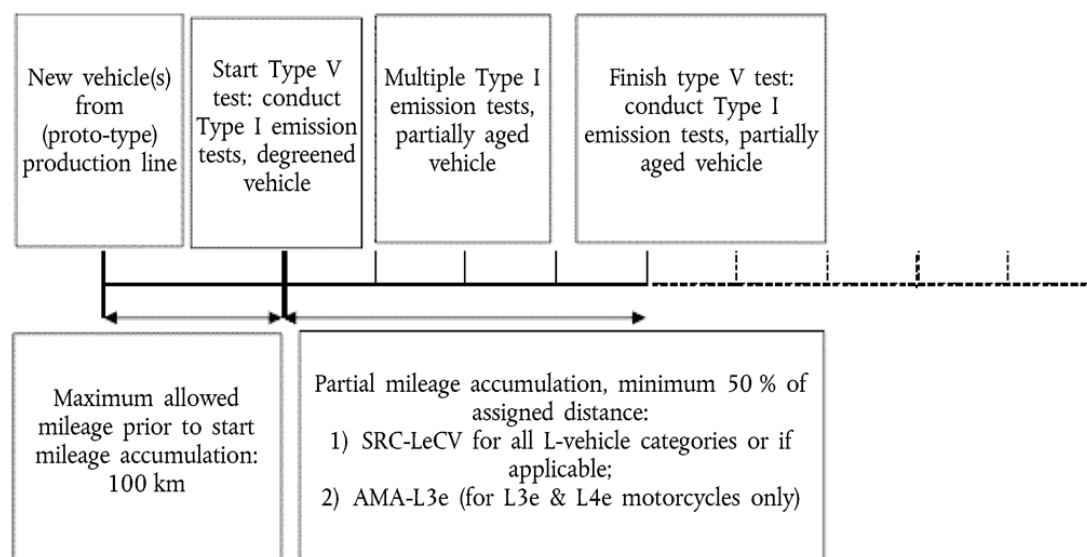 New vehicle(s)
from
(proto-type)
production line
Start Type V
test: conduct
Type I emission
tests, degreened
vehicle
Multiple Type I
emission tests,
partially aged
vehicle
Finish type V test:
conduct Type I
emission tests, partially
aged vehicle
Maximum allowed
mileage prior to start
mileage accumulation:
100 km
Partial mileage accumulation, minimum 50 % of
assigned distance:
1) SRC-LeCV for all L-vehicle categories or if
applicable;
2) AMA-L3e (for L3e & L4e motorcycles only)